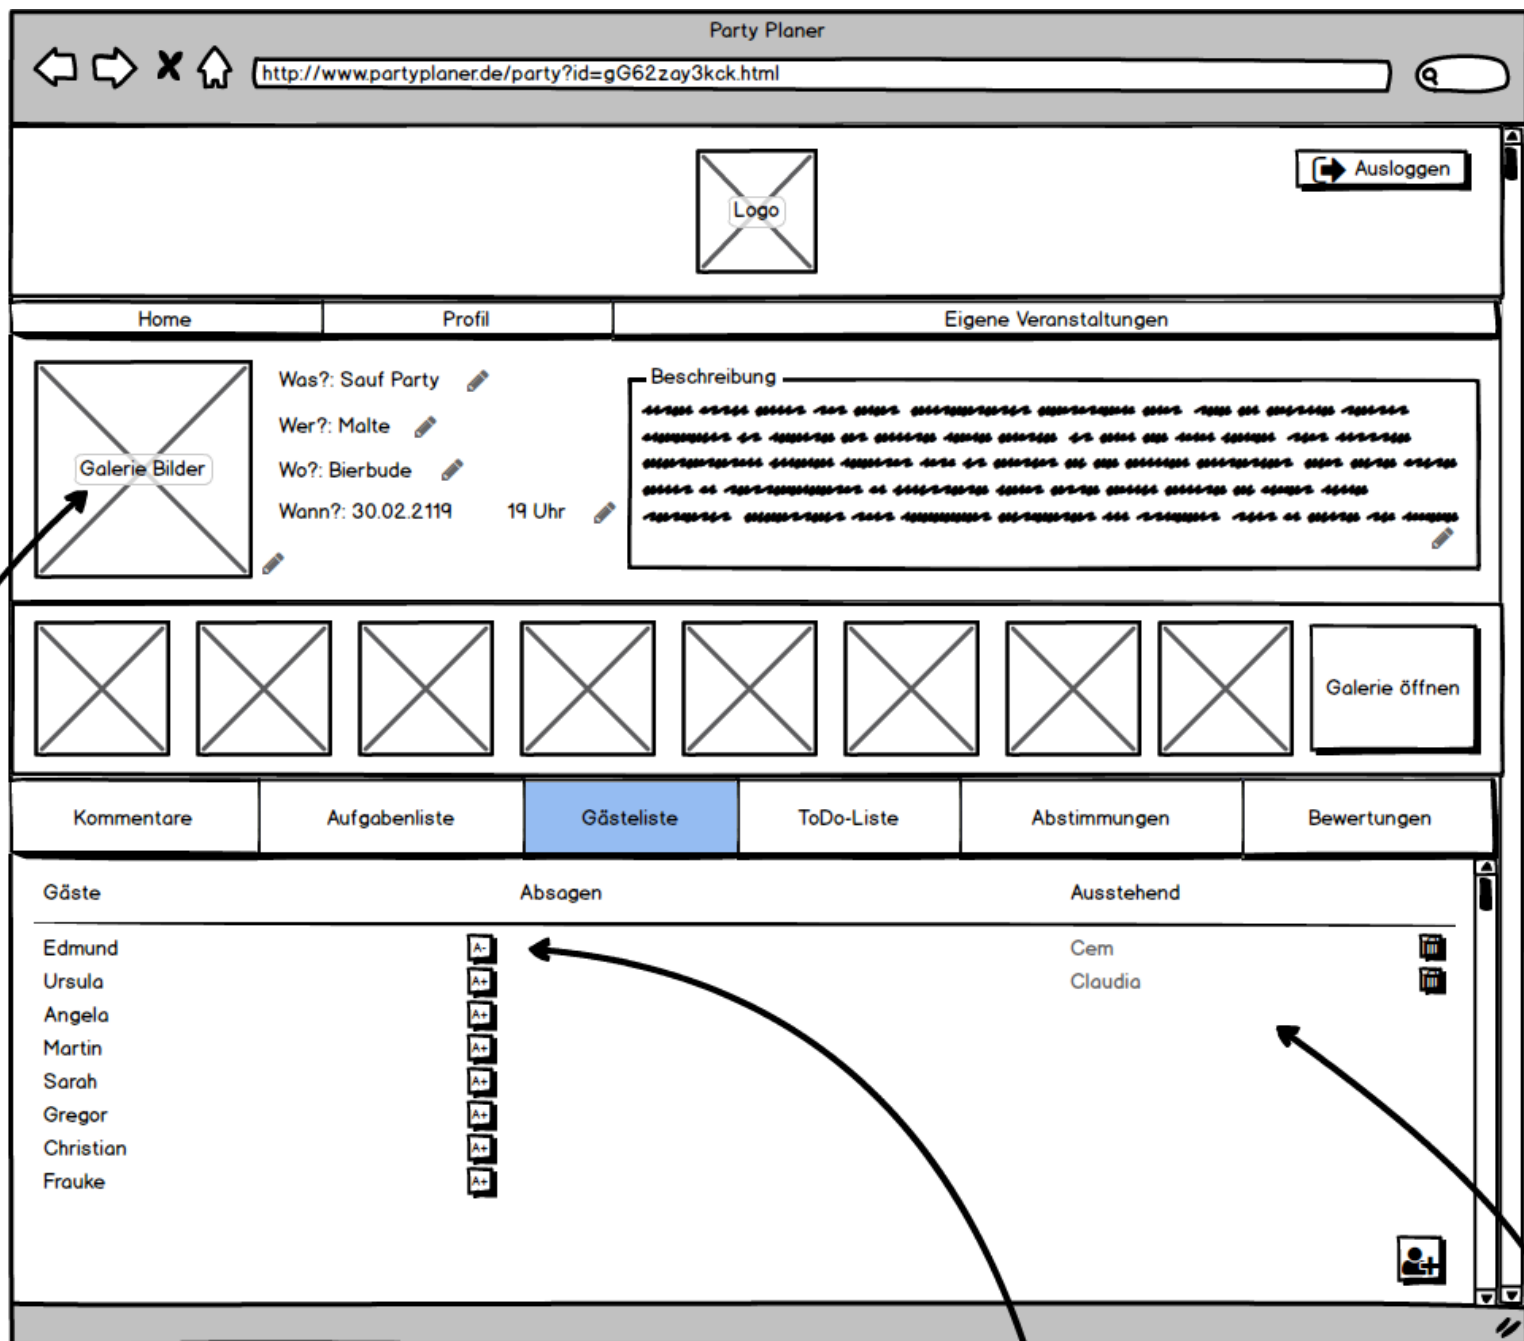 Party Planer
http://www.partyplaner.de/party?id=gG62zay3kck.html
Ausloggen
Logo
Home Profil Eigene Veranstaltungen
Was?: Sauf Party
Wer?: Malte
Wo?: Bierbude
Wann?: 30.02.2119 19 Uhr
Galerie Bilder
Beschreibung
Galerie öffnen
Kommentare Aufgabenliste Gästeliste ToDo-Liste Abstimmungen Bewertungen
Gäste Absagen Ausstehend
Edmund A- Cem
Ursula A+ Claudia
Angela A+
Martin A+
Sarah A+
Gregor A+
Christian A+
Frauke A+